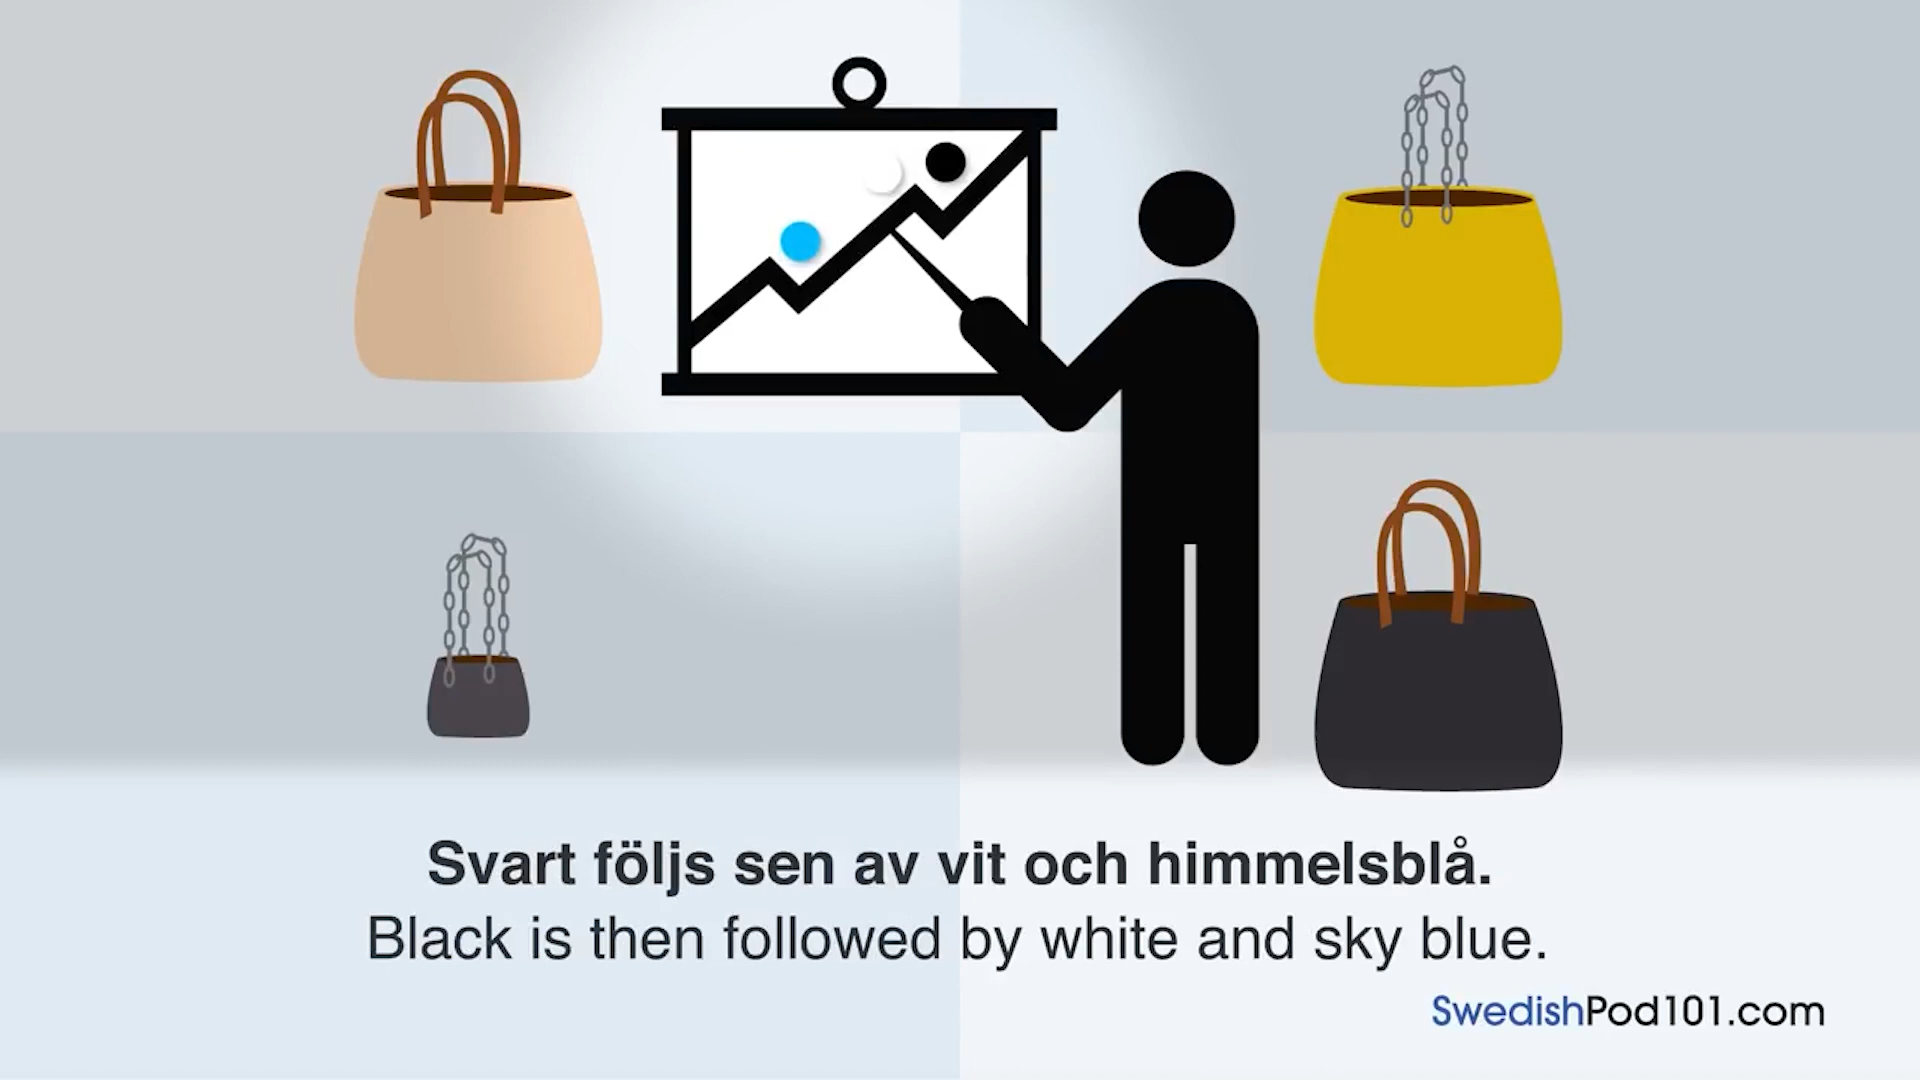 Svart följs sen av vit och himmelsblå.
Black is then followed by white and sky blue.
SwedishPod101.com